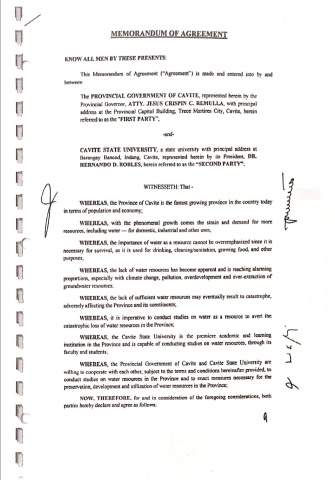 MEMORANDUM OF AGREEMENT
KNOW ALL MEN BY THESE PRESENTS:
This Memorandum of Agreement ("Agreement") is made and entered into by and
between:
The PROVINCIAL GOVERNMENT OF CAVITE, represented herein by the
Provincial Governor, ATTY. JESUS CRISPIN C. REMULLA, with principal
address at the Provincial Capitol Building, Trece Martires City, Cavite, herein
referred to as the "FIRST PARTY";
-and-
CAVITE STATE UNIVERSITY, a state university with principal address at
Barangay Bancod, Indang, Cavite, represented herein by its President, DR.
HERNANDO D. ROBLES, herein referred to as the "SECOND PARTY".
WITNESSETH: That -
WHEREAS, the Province of Cavite is the fastest growing province in the country today
in terms of population and economy;
WHEREAS, with the phenomenal growth comes the strain and demand for more
resources, including water — for domestic, industrial and other uses;
WHEREAS, the importance of water as a resource cannot be overemphasized since it is
necessary for survival, as it is used for drinking, cleaning/sanitation, growing food, and other
purposes,
WHEREAS, the lack of water resources has become apparent and is reaching alarming
proportions, especially with climate change, pollution, overdevelopment and over-extraction of
groundwater resources;
WHEREAS, the lack of sufficient water resources may eventually result to catastrophe,
adversely affecting the Province and its constituents,
WHEREAS, it is imperative to conduct studies on water as a resource to avert the
catastrophic loss of water resources in the Province;
WHEREAS, the Cavite State University is the premiere academic and learning
institution in the Province and is capable of conducting studies on water resources, through its
faculty and students;
WHEREAS, the Provincial Government of Cavite and Cavite State University are
willing to cooperate with each other, subject to the terms and conditions hereinafter provided, to
conduct studies on water resources in the Province and to enact measures necessary for the
preservation, development and utilization of water resources in the Province;
NOW, THEREFORE, for and in consideration of the foregoing considerations, both
parties hereby declare and agree as follows: